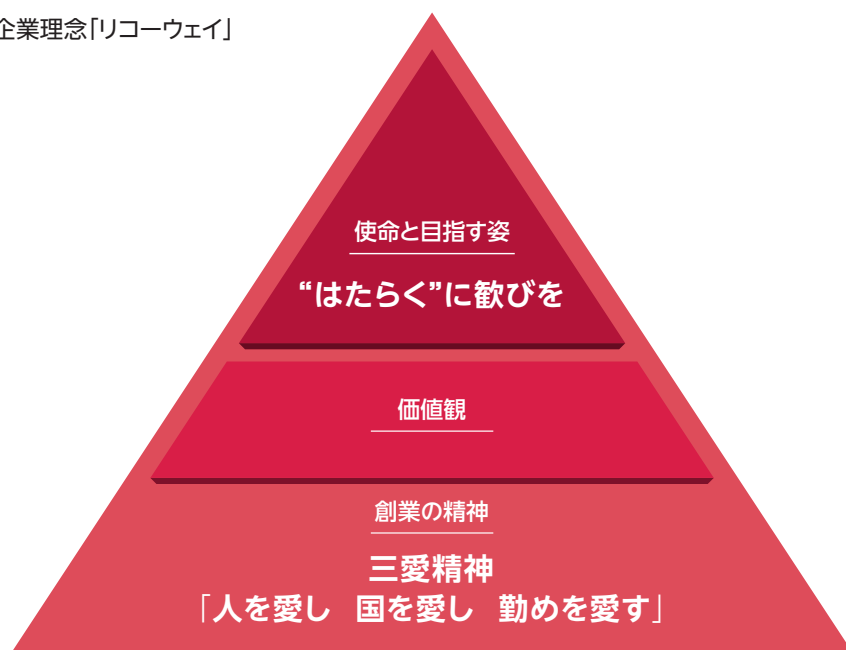 企業理念「リコーウェイ」
使命と目指す姿
“はたらく”に歓びを
価値観
創業の精神
三愛精神
「人を愛し 国を愛し 勤めを愛す」